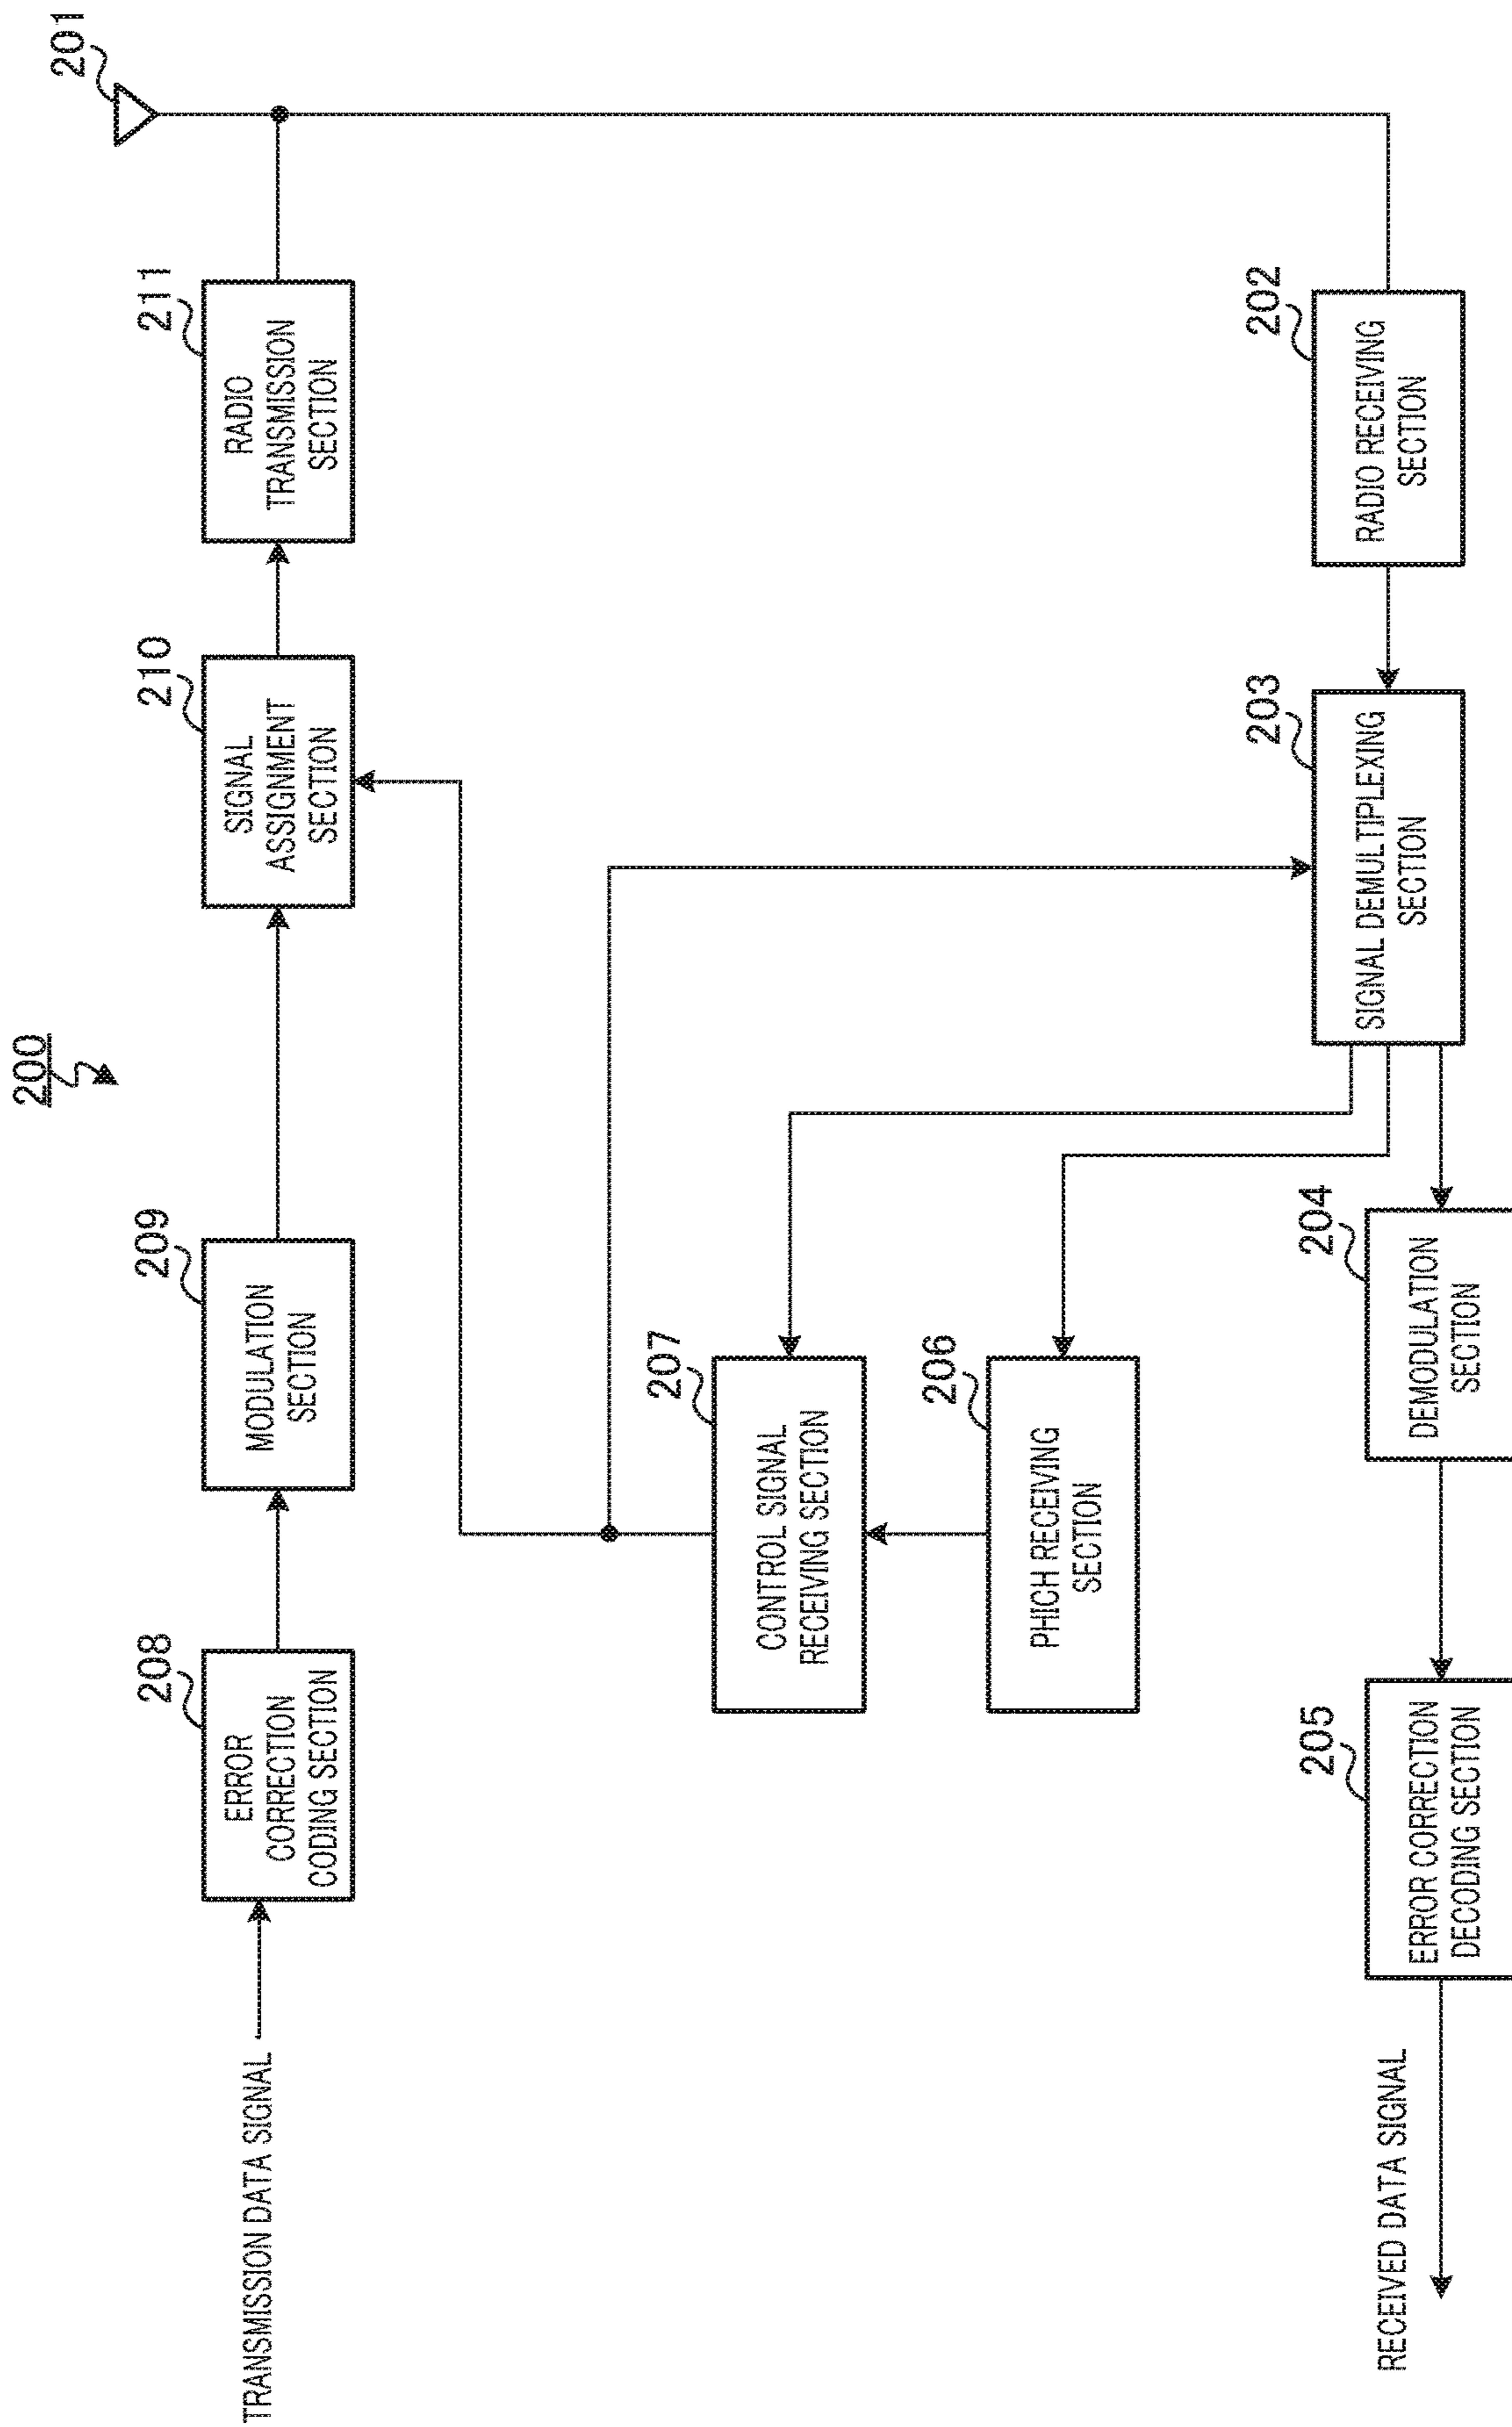 200
201
TRANSMISSION DATA SIGNAL
208
ERROR
CORRECTION
CODING SECTION
209
MODULATION
SECTION
210
SIGNAL
ASSIGNMENT
SECTION
211
RADIO
TRANSMISSION
SECTION
207
CONTROL SIGNAL
RECEIVING SECTION
206
PHICH RECEIVING
SECTION
203
SIGNAL DEMULTIPLEXING
SECTION
202
RADIO RECEIVING
SECTION
RECEIVED DATA SIGNAL
205
ERROR CORRECTION
DECODING SECTION
204
DEMODULATION
SECTION